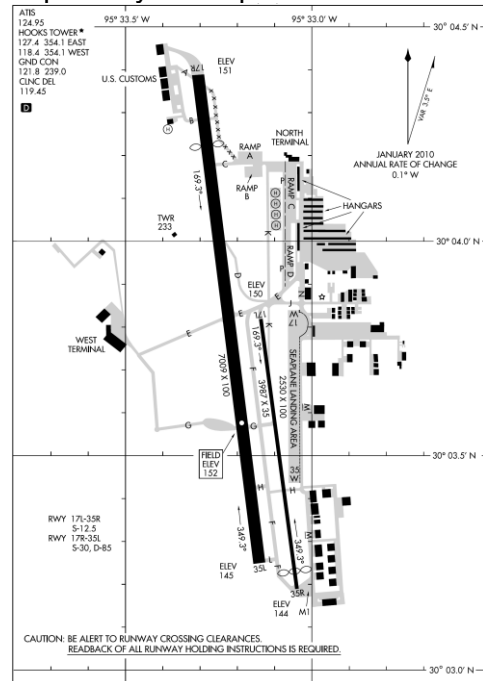 ATIS
124.95
HOOKS TOWER*
127.4 354.1 EAST
118.4 354.1 WEST
GND CON
121.8 239.0
CLNC DEL
119.45
D
95° 33.5'W
95° 33.0'W
30° 04.5'N
ELEV
151
17R
U.S. CUSTOMS
B
H
VAR 3.5° E
JANUARY 2010
ANNUAL RATE OF CHANGE
0.1° W
NORTH
TERMINAL
RAMP
A
C
RAMP
B
P
RAMP C
HANGARS
169.3°
H
H
H
H
K
TWR
233
30° 04.0'N
RAMP D
P
D
ELEV
150
E
N
J
E
17L
K
W
17
WEST
TERMINAL
E
169.3°
F
7009 X 100
3987 X 35
2530 X 100
SEAPLANE LANDING AREA
M
G
G
FIELD
ELEV
152
30° 03.5'N
35
W
H
H
RWY 17L-35R
S-12.5
RWY 17R-35L
S-30, D-85
F
M
349.3°
349.3°
L
ELEV
145
35L
F
35R
ELEV
144
M1
CAUTION: BE ALERT TO RUNWAY CROSSING CLEARANCES.
READBACK OF ALL RUNWAY HOLDING INSTRUCTIONS IS REQUIRED.
30° 03.0'N